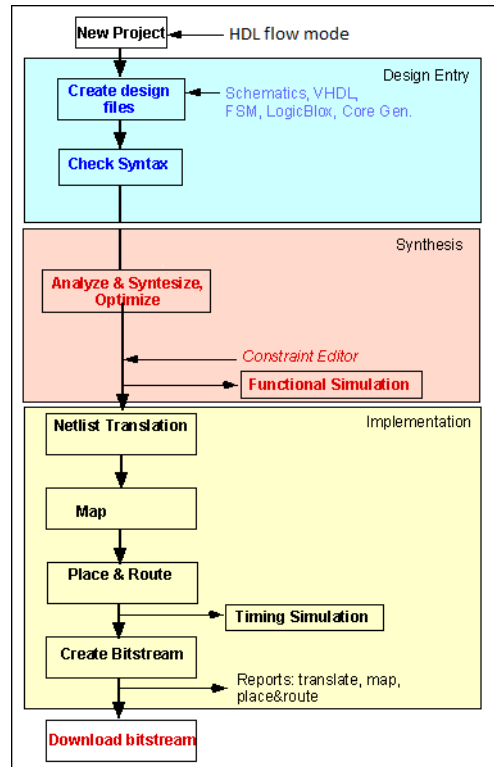 New Project
HDL flow mode
Design Entry
Create design
files
Schematics, VHDL,
FSM, LogicBlox, Core Gen.
Check Syntax
Synthesis
Analyze & Syntesize,
Optimize
Constraint Editor
Functional Simulation
Implementation
Netlist Translation
Map
Place & Route
Timing Simulation
Create Bitstream
Reports: translate, map,
place&route
Download bitstream